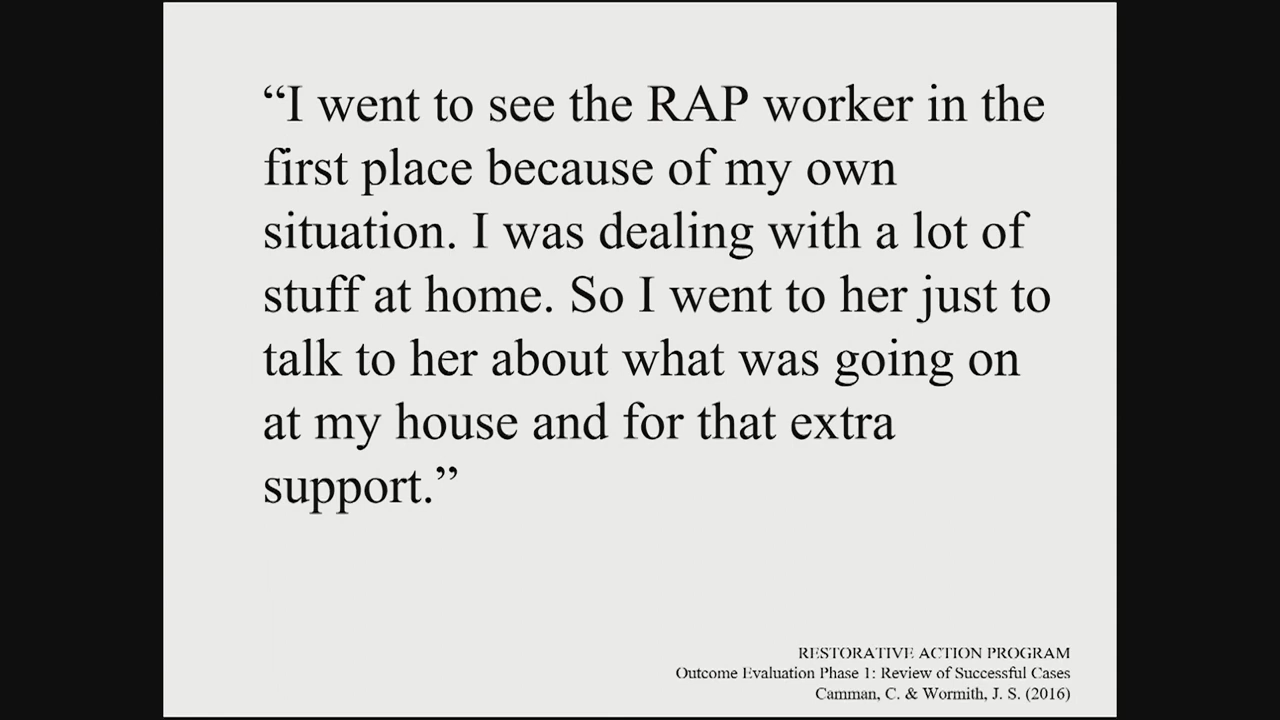 “I went to see the RAP worker in the
first place because of my own
situation. I was dealing with a lot of
stuff at home. So I went to her just to
talk to her about what was going on
at my house and for that extra
support.”
RESTORATIVE ACTION PROGRAM
Outcome Evaluation Phase 1: Review of Successful Cases
Camman, C. & Wormith, J. S. (2016)